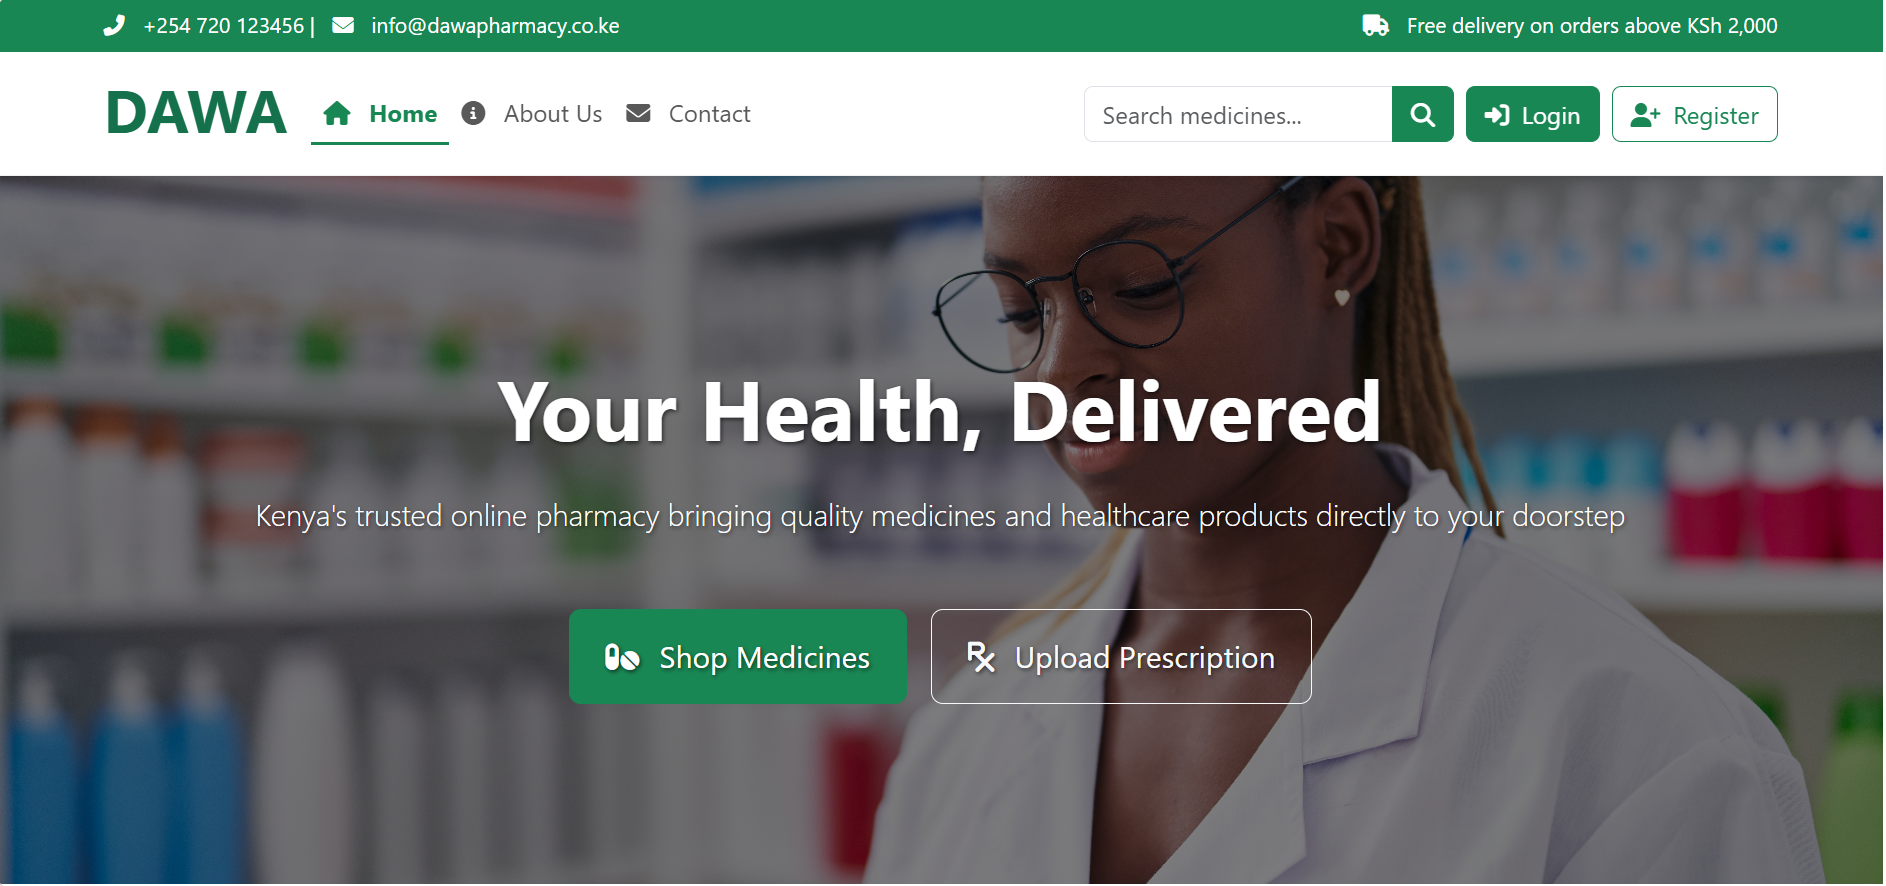 +254 720 123456 | info@dawapharmacy.co.ke
Free delivery on orders above KSh 2,000
DAWA
Home
About Us
Contact
Search medicines...
Login
Register
Your Health, Delivered
Kenya's trusted online pharmacy bringing quality medicines and healthcare products directly to your doorstep
Shop Medicines
Upload Prescription